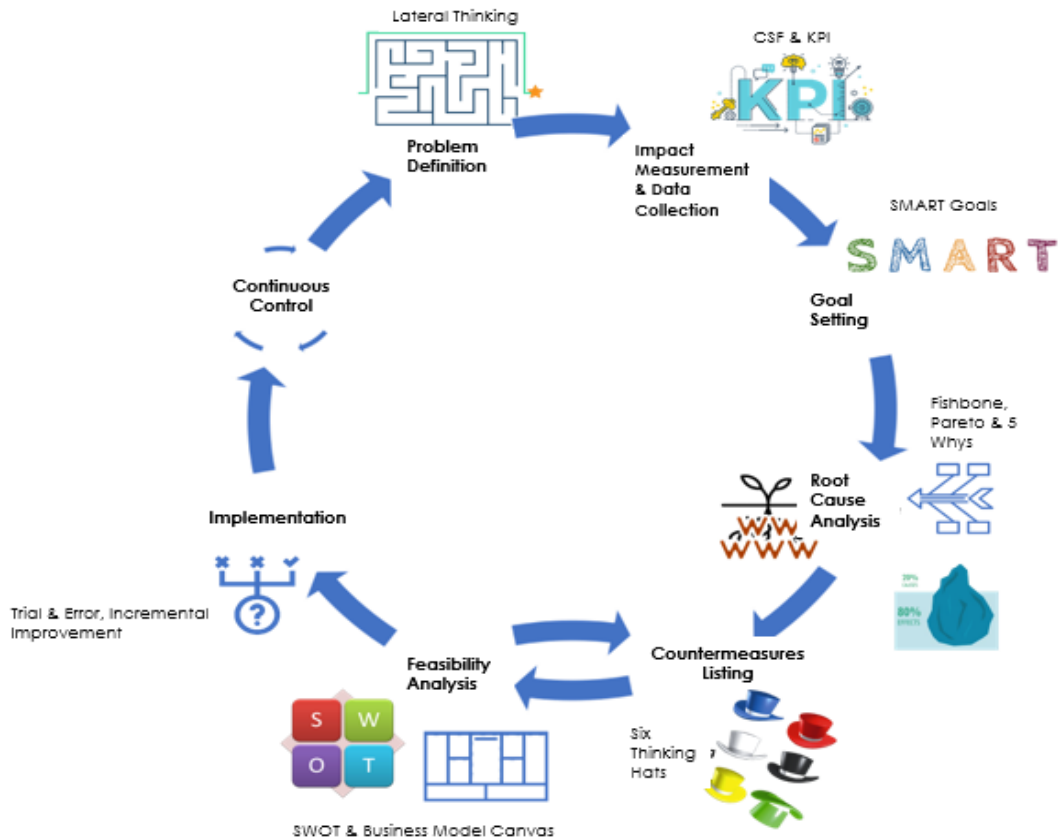 Lateral Thinking
Problem
Definition
CSF & KPI
KPI
Impact
Measurement
& Data
Collection
SMART Goals
SMART
Goal
Setting
Fishbone,
Pareto & 5
Whys
Root
Cause
Analysis
W W
W W W
20%
80%
EFFECTS
Countermeasures
Listing
Six
Thinking
Hats
Feasibility
Analysis
S W
O T
SWOT & Business Model Canvas
Implementation
?
Trial & Error, Incremental
Improvement
Continuous
Control